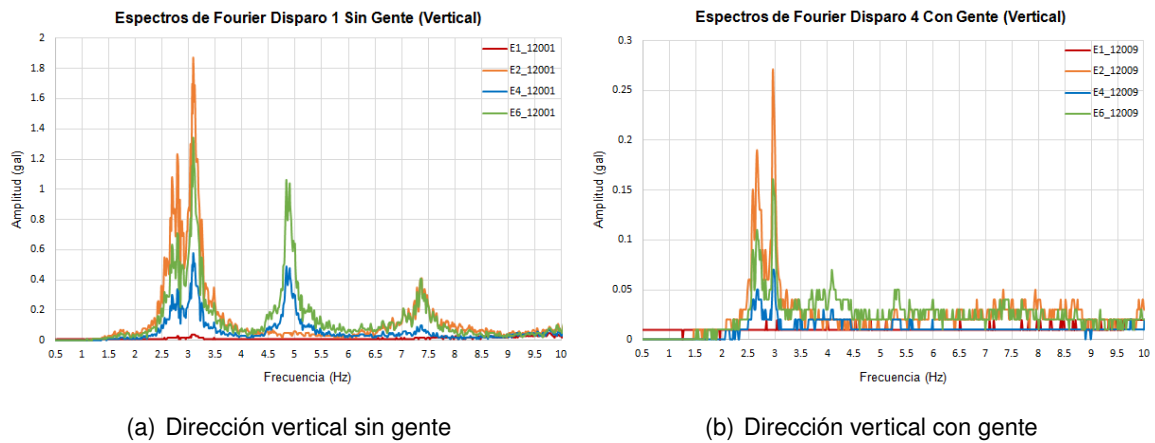 Espectros de Fourier Disparo 1 Sin Gente (Vertical)
2
1.8
1.6
1.4
1.2
1
0.8
0.6
0.4
0.2
0
Amplitud (gal)
0.5 1 1.5 2 2.5 3 3.5 4 4.5 5 5.5 6 6.5 7 7.5 8 8.5 9 9.5 10
Frecuencia (Hz)
E1_12001
E2_12001
E4_12001
E6_12001
(a) Dirección vertical sin gente
Espectros de Fourier Disparo 4 Con Gente (Vertical)
0.3
0.25
0.2
0.15
0.1
0.05
0
Amplitud (gal)
0.5 1 1.5 2 2.5 3 3.5 4 4.5 5 5.5 6 6.5 7 7.5 8 8.5 9 9.5 10
Frecuencia (Hz)
E1_12009
E2_12009
E4_12009
E6_12009
(b) Dirección vertical con gente